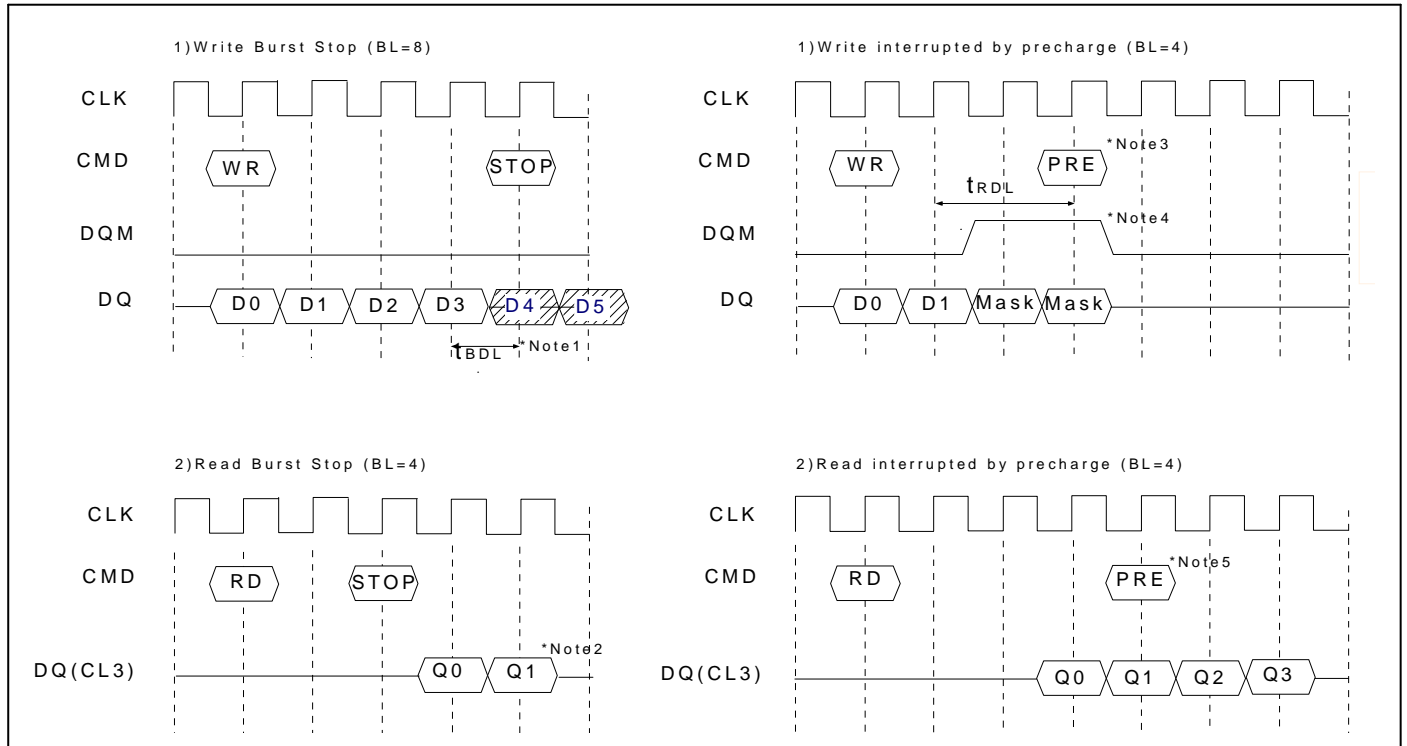 1)Write Burst Stop (BL=8)
CLK
CMD WR STOP
DQM
DQ D0 D1 D2 D3 D4 D5
tBDL *Note1
1)Write interrupted by precharge (BL=4)
CLK
CMD WR PRE *Note3
tRDL
DQM *Note4
DQ D0 D1 Mask Mask
2)Read Burst Stop (BL=4)
CLK
CMD RD STOP
*Note2
DQ(CL3) Q0 Q1
2)Read interrupted by precharge (BL=4)
CLK
CMD RD PRE *Note5
DQ(CL3) Q0 Q1 Q2 Q3